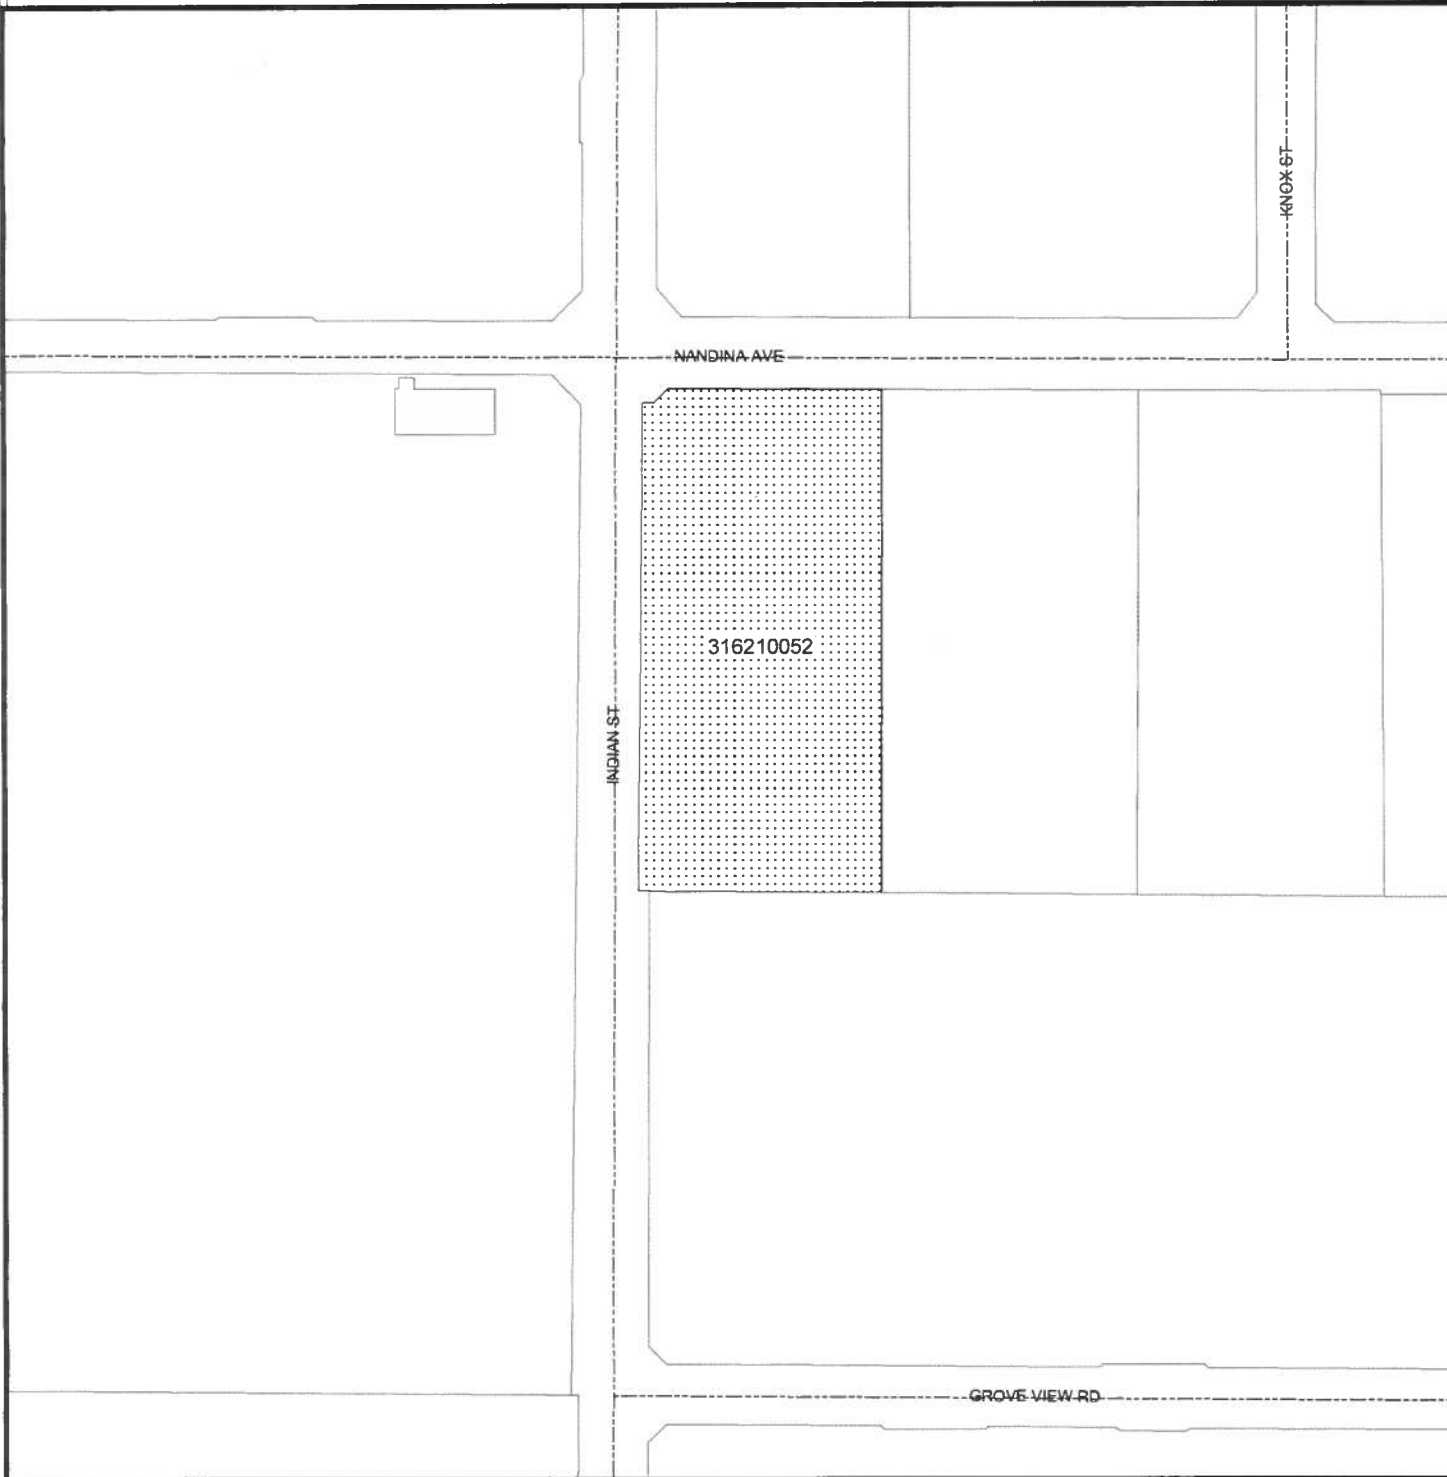 KNOX ST
NANDINA AVE
316210052
INDIAN ST
GROVE VIEW RD